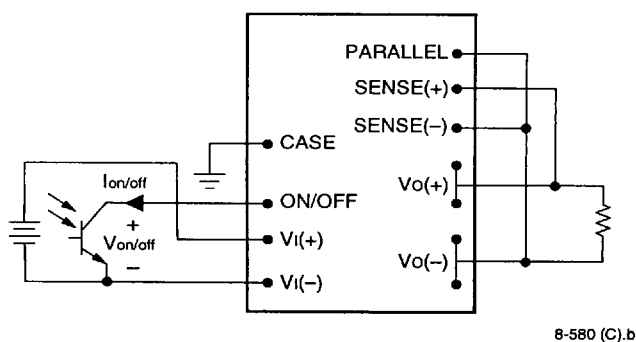 PARALLEL
SENSE(+)
SENSE(–)
CASE
VO(+)
ON/OFF
Ion/off
+
Von/off
–
VI(+)
VO(–)
VI(–)
8-580 (C).b